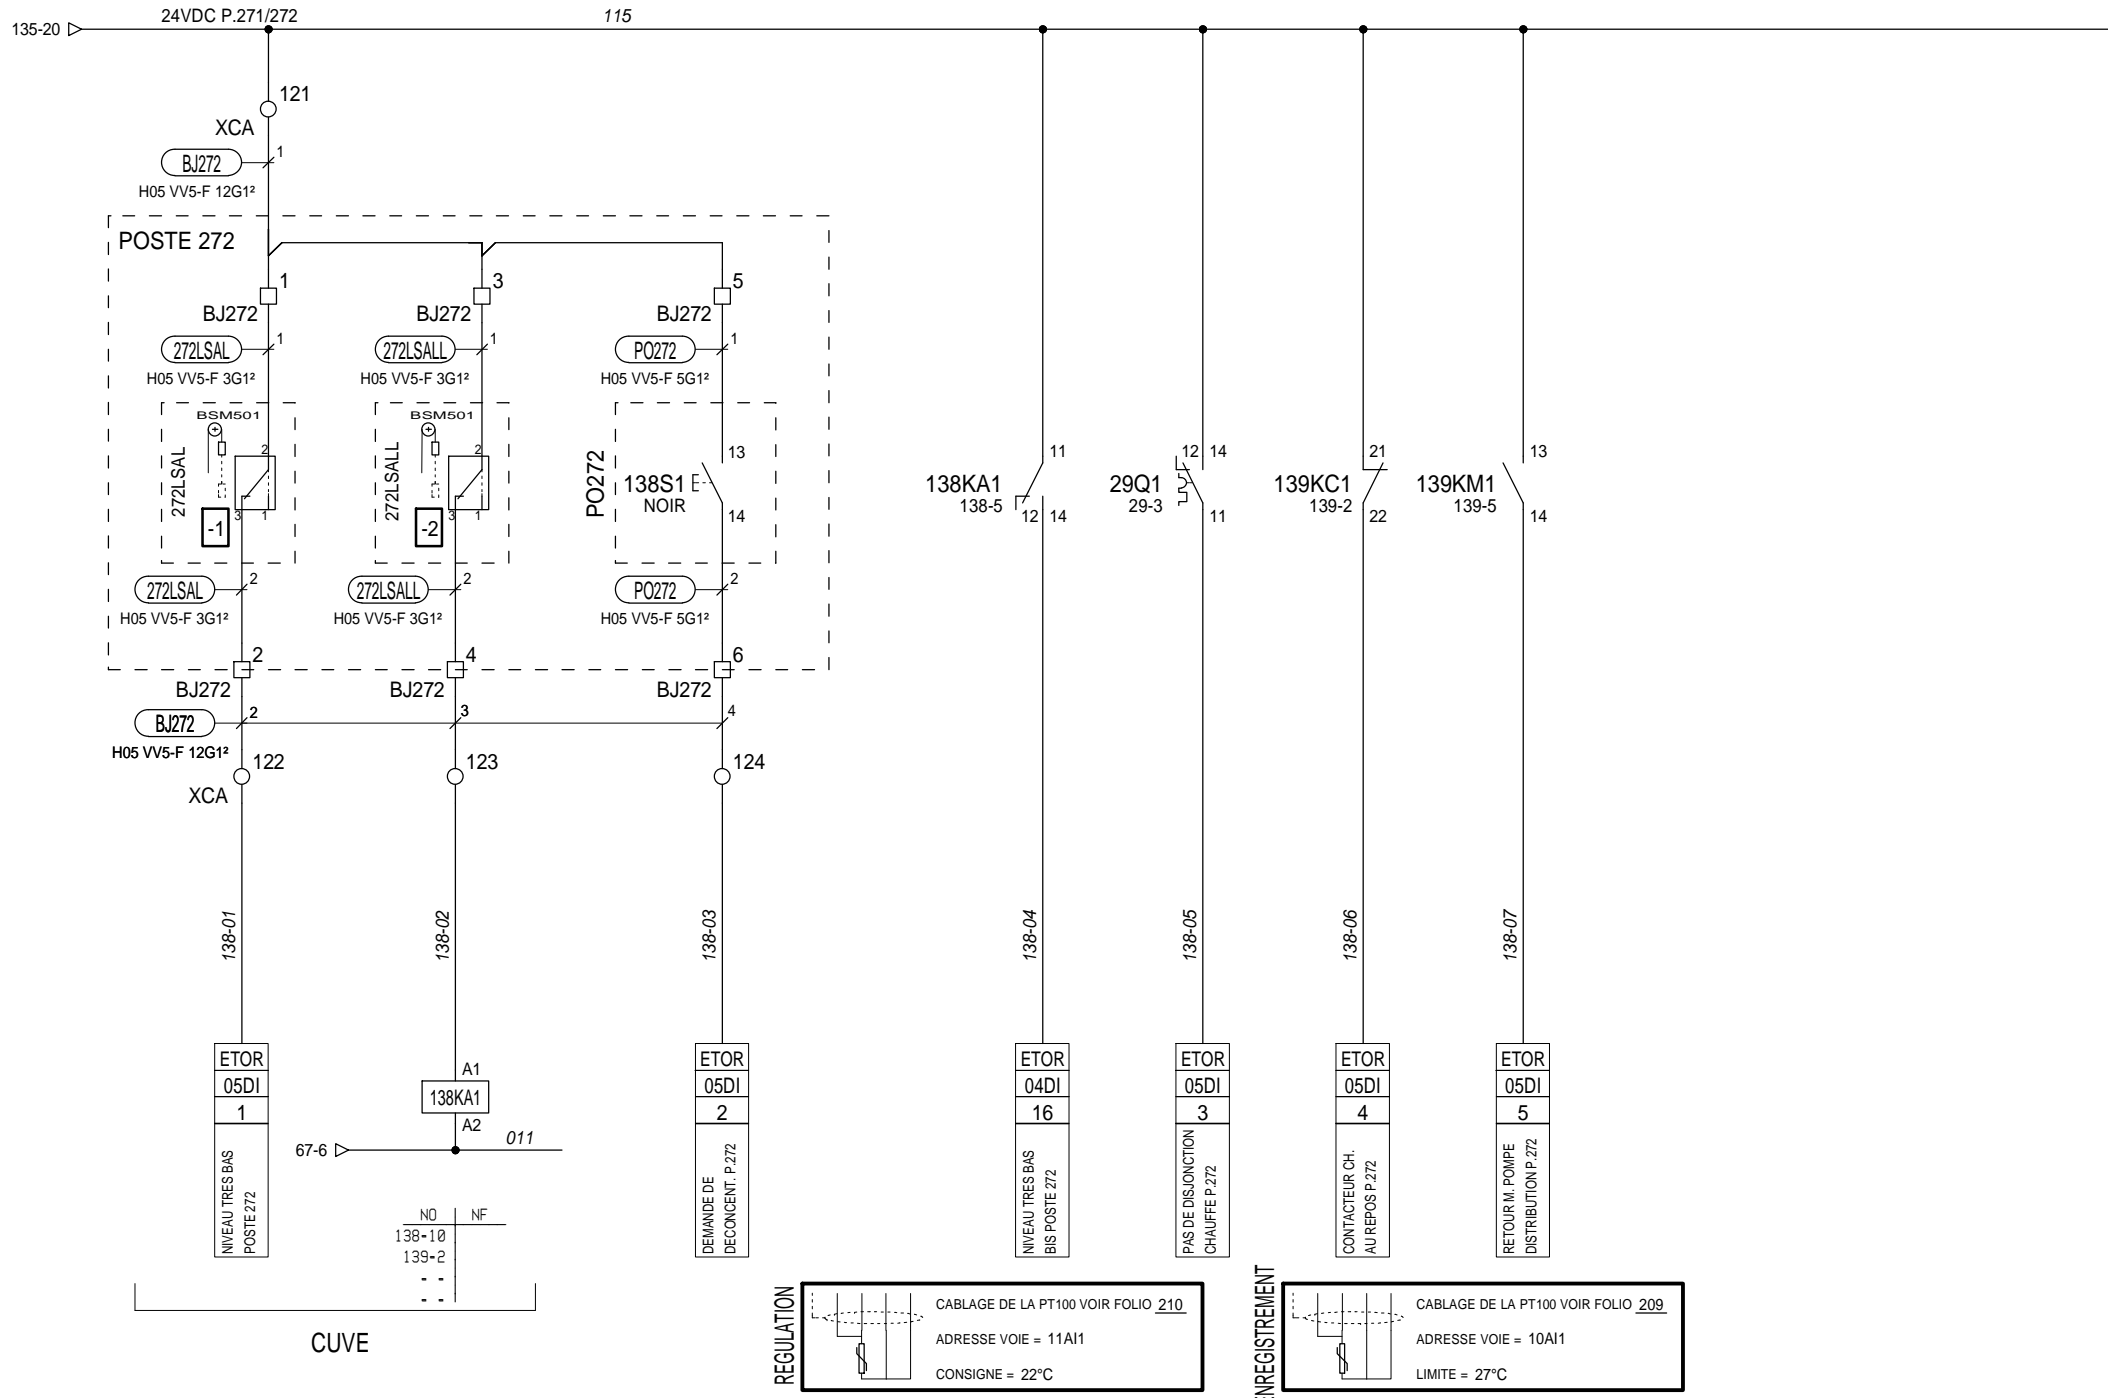 24VDC P.271/272
115
135-20
121
XCA
BJ272
1
H05 VV5-F 12G1²
POSTE 272
1
3
5
BJ272
BJ272
BJ272
272LSAL
1
272LSALL
1
PO272
1
H05 VV5-F 3G1²
H05 VV5-F 3G1²
H05 VV5-F 5G1²
BSM501
BSM501
272LSAL
2
3
1
-1
272LSALL
2
3
1
-2
PO272
138S1
NOIR
13
14
138KA1
138-5
11
12
14
29Q1
29-3
12
14
11
139KC1
139-2
21
22
139KM1
139-5
13
14
272LSAL
2
272LSALL
2
PO272
2
H05 VV5-F 3G1²
H05 VV5-F 3G1²
H05 VV5-F 5G1²
2
4
6
BJ272
BJ272
BJ272
BJ272
2
3
4
H05 VV5-F 12G1²
122
123
124
XCA
138-01
138-02
138-03
138-04
138-05
138-06
138-07
ETOR
05DI
1
NIVEAU TRES BAS
POSTE 272
A1
138KA1
A2
67-6
011
ETOR
05DI
2
DEMANDE DE
DECONCENT. P.272
ETOR
04DI
16
NIVEAU TRES BAS
BIS POSTE 272
ETOR
05DI
3
PAS DE DISJONCTION
CHAUFFE P.272
ETOR
05DI
4
CONTACTEUR CH.
AU REPOS P.272
ETOR
05DI
5
RETOUR M. POMPE
DISTRIBUTION P.272
NO
NF
138-10
139-2
- -
- -
CUVE
REGULATION
CABLAGE DE LA PT100 VOIR FOLIO 210
ADRESSE VOIE = 11AI1
CONSIGNE = 22°C
ENREGISTREMENT
CABLAGE DE LA PT100 VOIR FOLIO 209
ADRESSE VOIE = 10AI1
LIMITE = 27°C